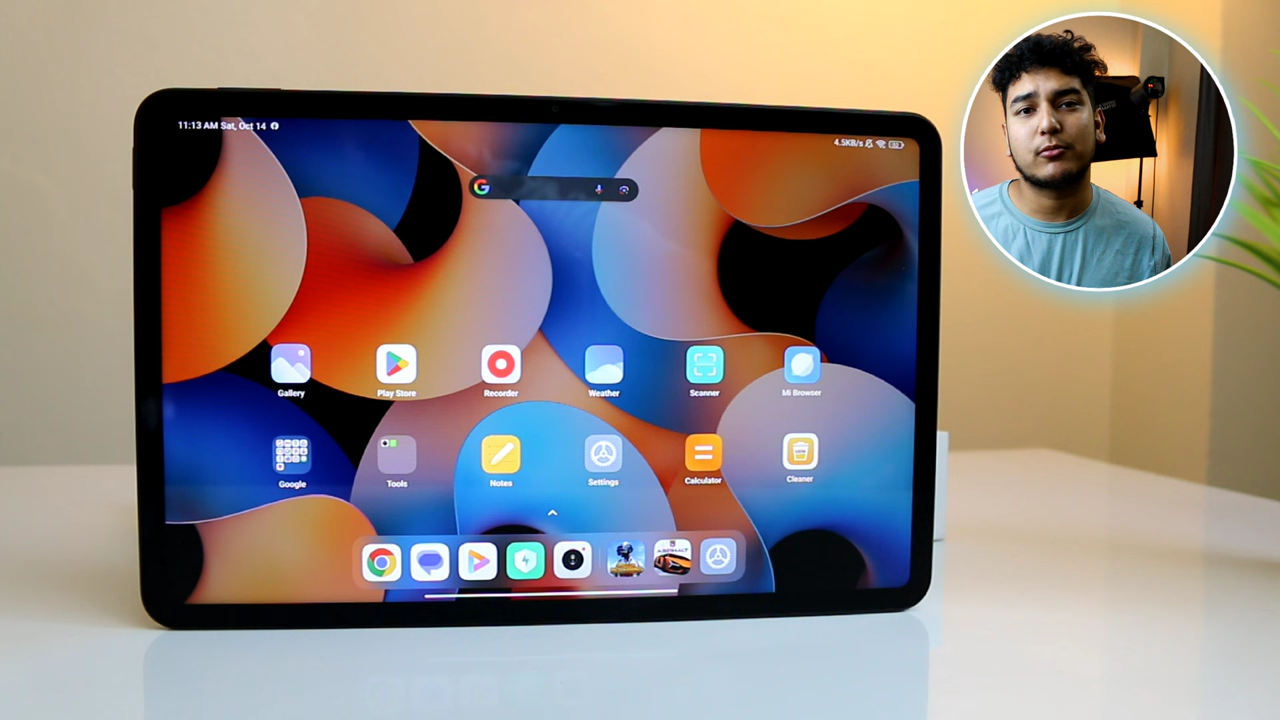 11:13 AM Sat, Oct 14
4.5KB/s
Gallery
Play Store
Recorder
Weather
Scanner
Mi Browser
Google
Tools
Notes
Settings
Calculator
Cleaner
ASPHALT